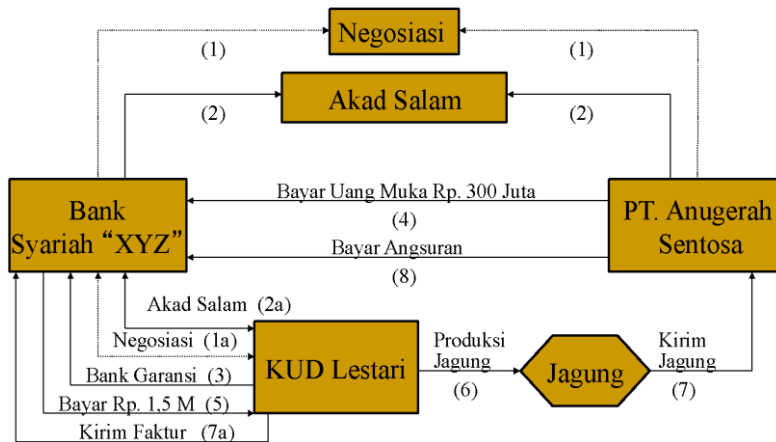 Negosiasi
(1)
(1)
Akad Salam
(2)
(2)
Bank
Syariah “XYZ”
Bayar Uang Muka Rp. 300 Juta
(4)
Bayar Angsuran
(8)
PT. Anugerah
Sentosa
Akad Salam (2a)
Negosiasi (1a)
Bank Garansi (3)
Bayar Rp. 1,5 M (5)
Kirim Faktur (7a)
KUD Lestari
Produksi
Jagung
(6)
Jagung
Kirim
Jagung
(7)